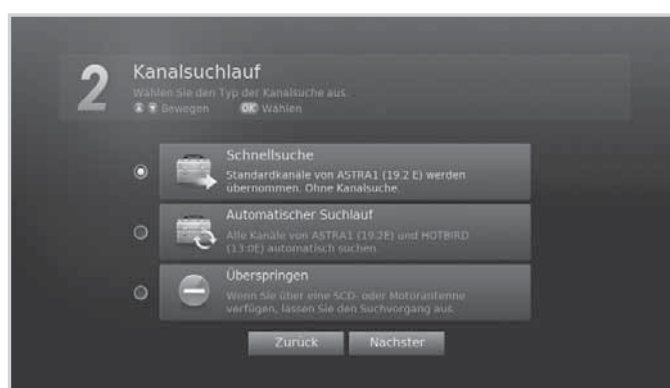 2
Kanalsuchlauf
Wählen Sie den Typ der Kanalsuche aus.
Bewegen OK Wählen
Schnellsuche
Standardkanäle von ASTRA1 (19.2 E) werden
übernommen. Ohne Kanalsuche.
Automatischer Suchlauf
Alle Kanäle von ASTRA1 (19.2E) und HOTBIRD
(13.0E) automatisch suchen.
Überspringen
Wenn Sie über eine SCD- oder Motorantenne
verfügen, lassen Sie den Suchvorgang aus.
Zurück Nächster